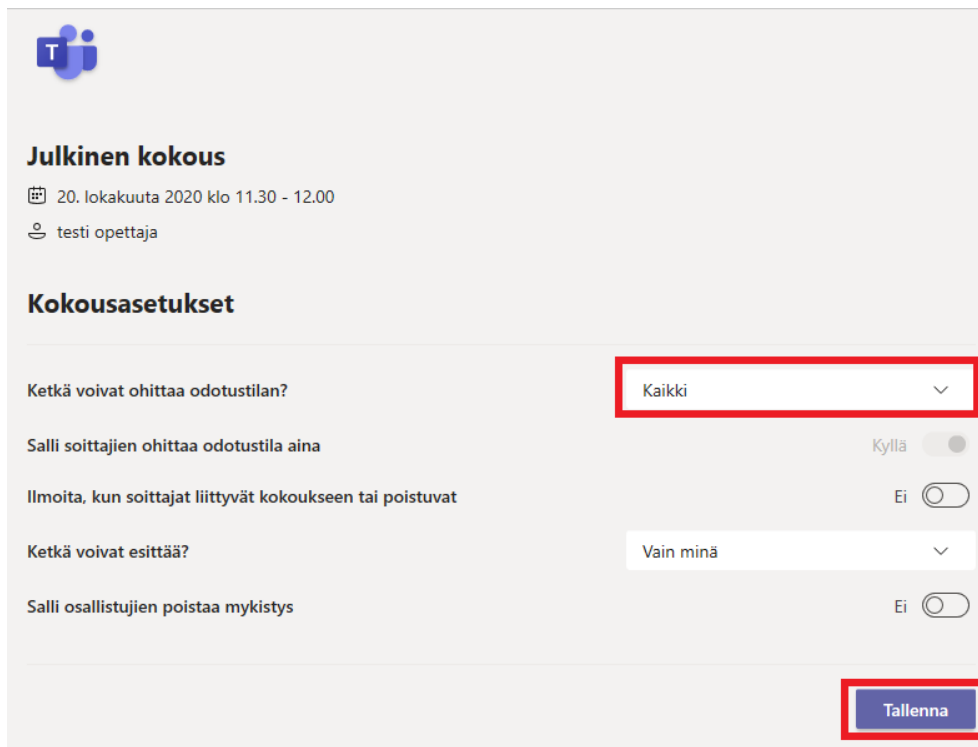 T
Julkinen kokous
20. lokakuuta 2020 klo 11.30 - 12.00
testi opettaja
Kokousasetukset
Ketkä voivat ohittaa odotustilan? Kaikki
Salli soittajien ohittaa odotustila aina Kyllä
Ilmoita, kun soittajat liittyvät kokoukseen tai poistuvat Ei
Ketkä voivat esittää? Vain minä
Salli osallistujien poistaa mykistys Ei
Tallenna